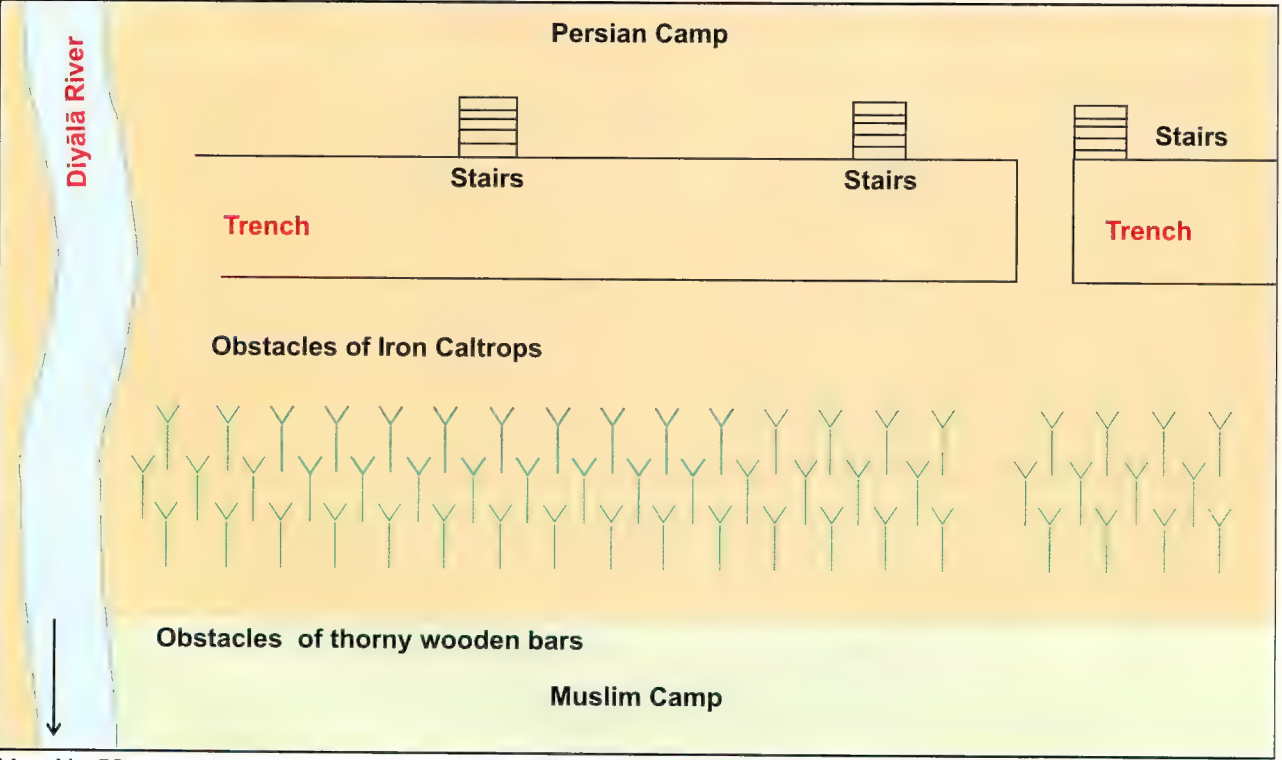 Persian Camp
Diyālā River
Stairs
Stairs
Stairs
Trench
Trench
Obstacles of Iron Caltrops
Obstacles of thorny wooden bars
Muslim Camp